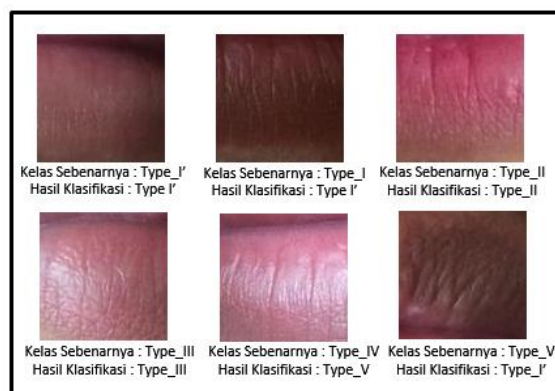 Kelas Sebenarnya : Type_I’
Hasil Klasifikasi : Type I’
Kelas Sebenarnya : Type_I
Hasil Klasifikasi : Type I’
Kelas Sebenarnya : Type_II
Hasil Klasifikasi : Type_II
Kelas Sebenarnya : Type_III
Hasil Klasifikasi : Type_III
Kelas Sebenarnya : Type_IV
Hasil Klasifikasi : Type_V
Kelas Sebenarnya : Type_V
Hasil Klasifikasi : Type_I’